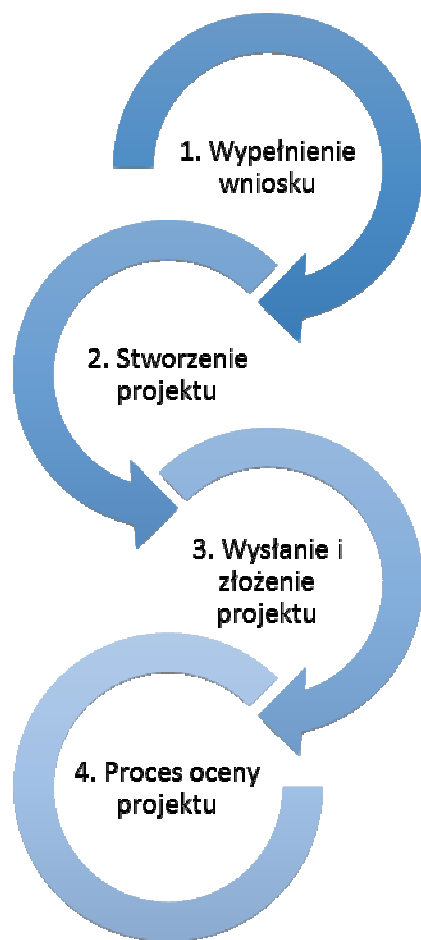 1. Wypełnienie
wniosku
2. Stworzenie
projektu
3. Wysłanie i
złożenie
projektu
4. Proces oceny
projektu